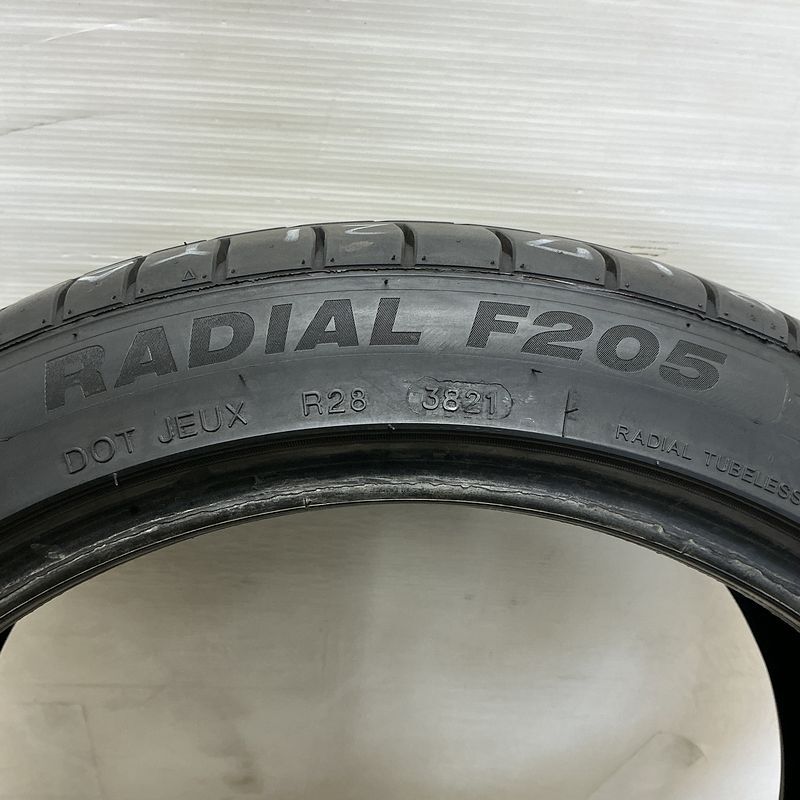 RADIAL F205
DOT JEUX R28 3821
RADIAL TUBELESS